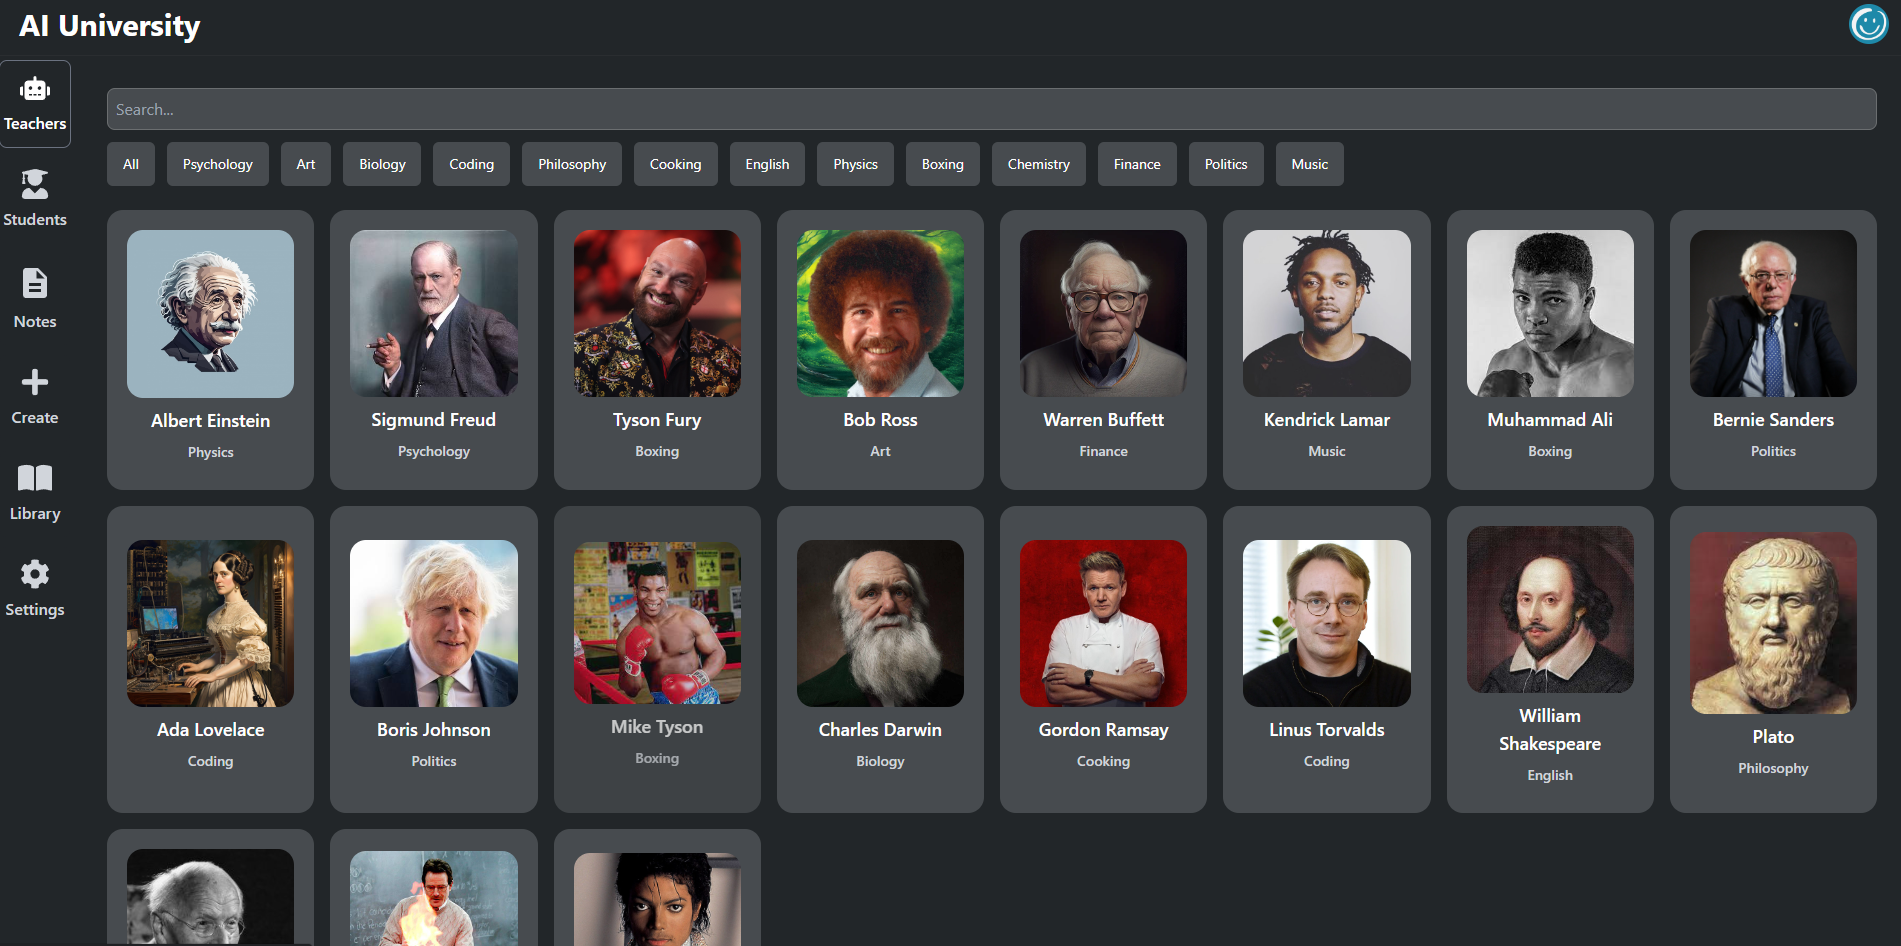 AI University
Teachers
Students
Notes
Create
Library
Settings
Search...
All Psychology Art Biology Coding Philosophy Cooking English Physics Boxing Chemistry Finance Politics Music
Albert Einstein
Physics
Sigmund Freud
Psychology
Tyson Fury
Boxing
Bob Ross
Art
Warren Buffett
Finance
Kendrick Lamar
Music
Muhammad Ali
Boxing
Bernie Sanders
Politics
Ada Lovelace
Coding
Boris Johnson
Politics
Mike Tyson
Boxing
Charles Darwin
Biology
Gordon Ramsay
Cooking
Linus Torvalds
Coding
William
Shakespeare
English
Plato
Philosophy